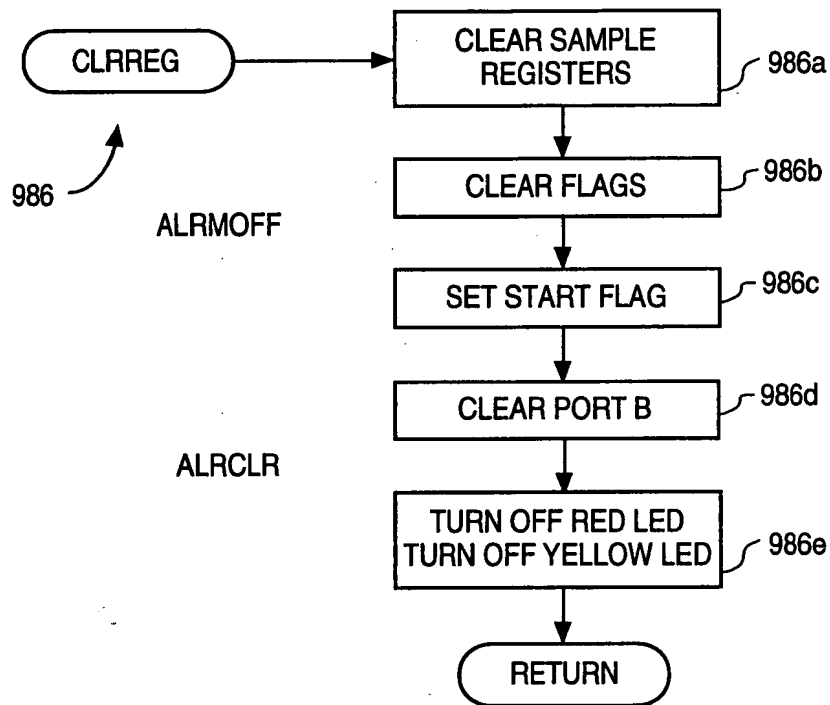 CLRREG
CLEAR SAMPLE
REGISTERS
986a
986
CLEAR FLAGS
986b
ALRMOFF
SET START FLAG
986c
CLEAR PORT B
986d
ALRCLR
TURN OFF RED LED
TURN OFF YELLOW LED
986e
RETURN